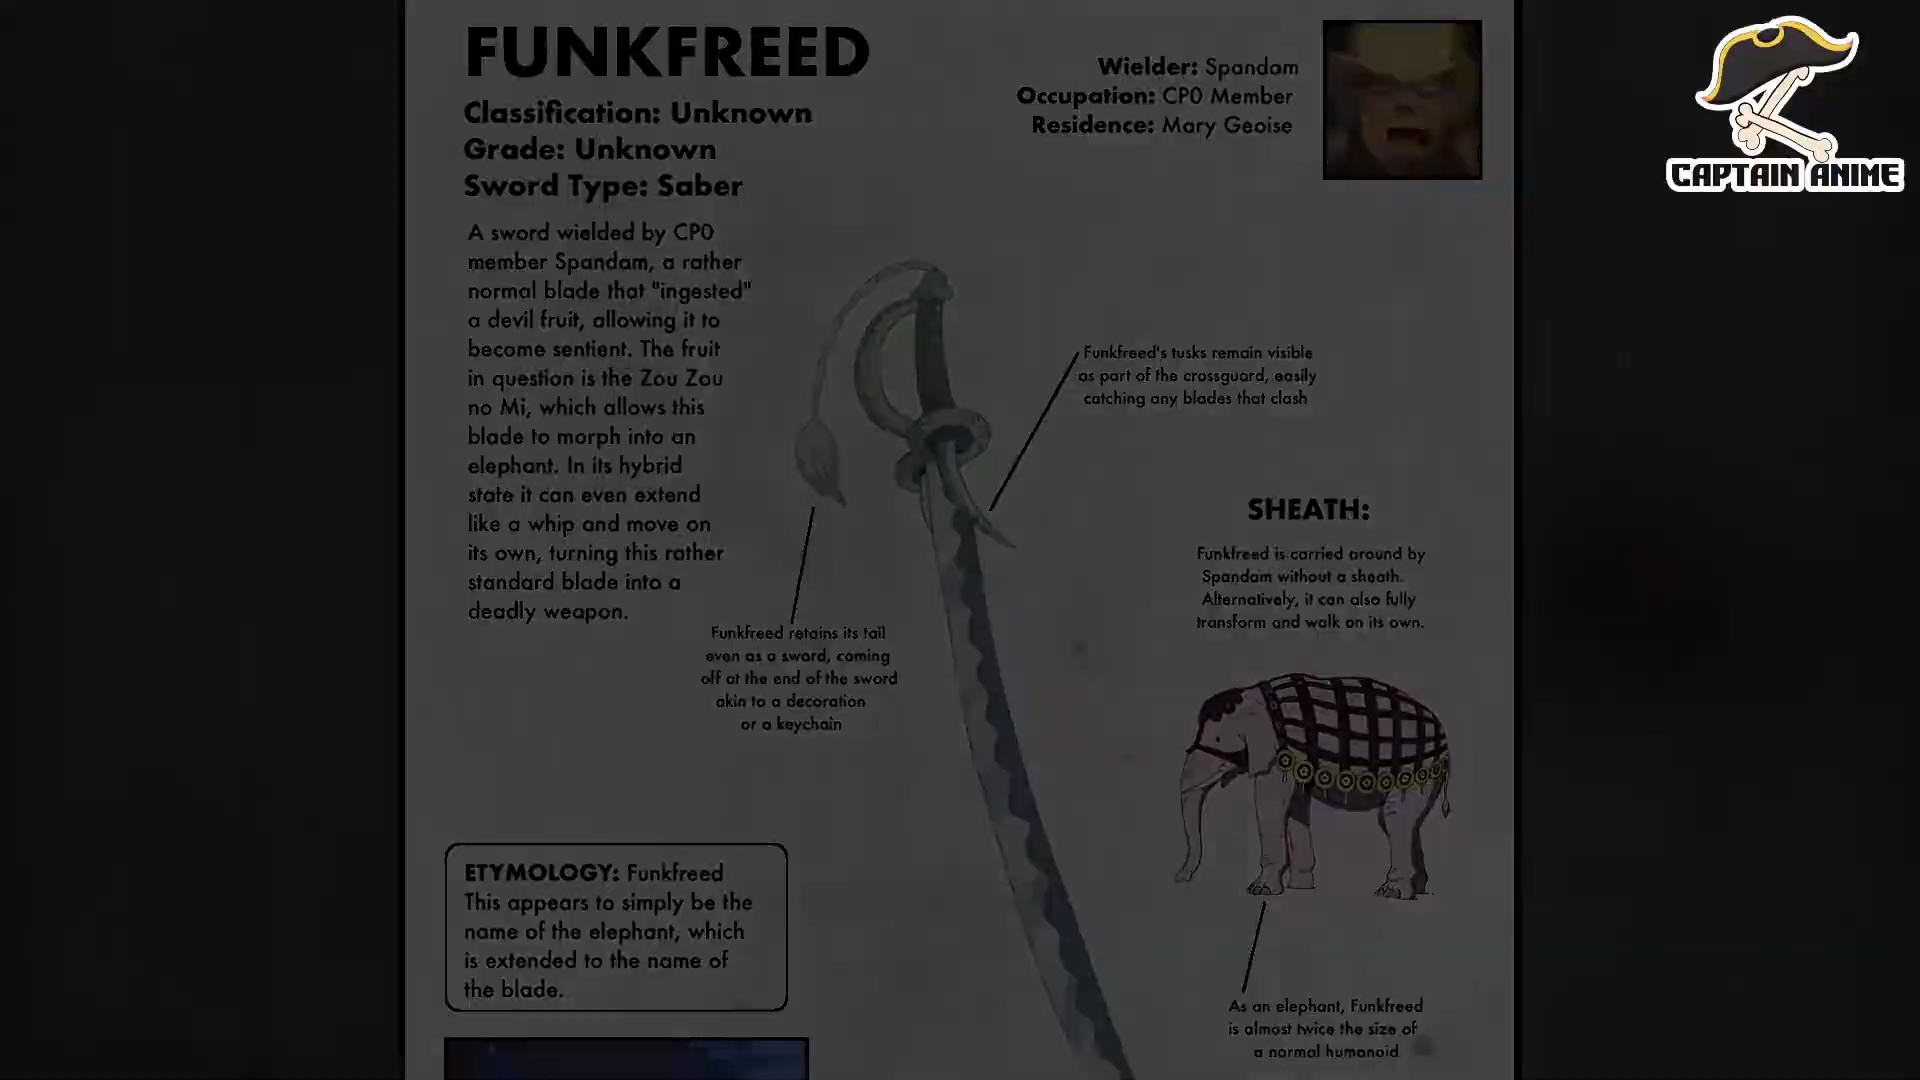 FUNKFREED
Classification: Unknown
Grade: Unknown
Sword Type: Saber
A sword wielded by CP0
member Spandam, a rather
normal blade that "ingested"
a devil fruit, allowing it to
become sentient. The fruit
in question is the Zou Zou
no Mi, which allows this
blade to morph into an
elephant. In its hybrid
state it can even extend
like a whip and move on
its own, turning this rather
standard blade into a
deadly weapon.
Wielder: Spandam
Occupation: CP0 Member
Residence: Mary Geoise
CAPTAIN ANIME
Funkfreed's tusks remain visible
as part of the crossguard, easily
catching any blades that clash
SHEATH:
Funkfreed is carried around by
Spandam without a sheath.
Alternatively, it can also fully
transform and walk on its own.
Funkfreed retains its tail
even as a sword, coming
off at the end of the sword
akin to a decoration
or a keychain
ETYMOLOGY: Funkfreed
This appears to simply be the
name of the elephant, which
is extended to the name of
the blade.
As an elephant, Funkfreed
is almost twice the size of
a normal humanoid